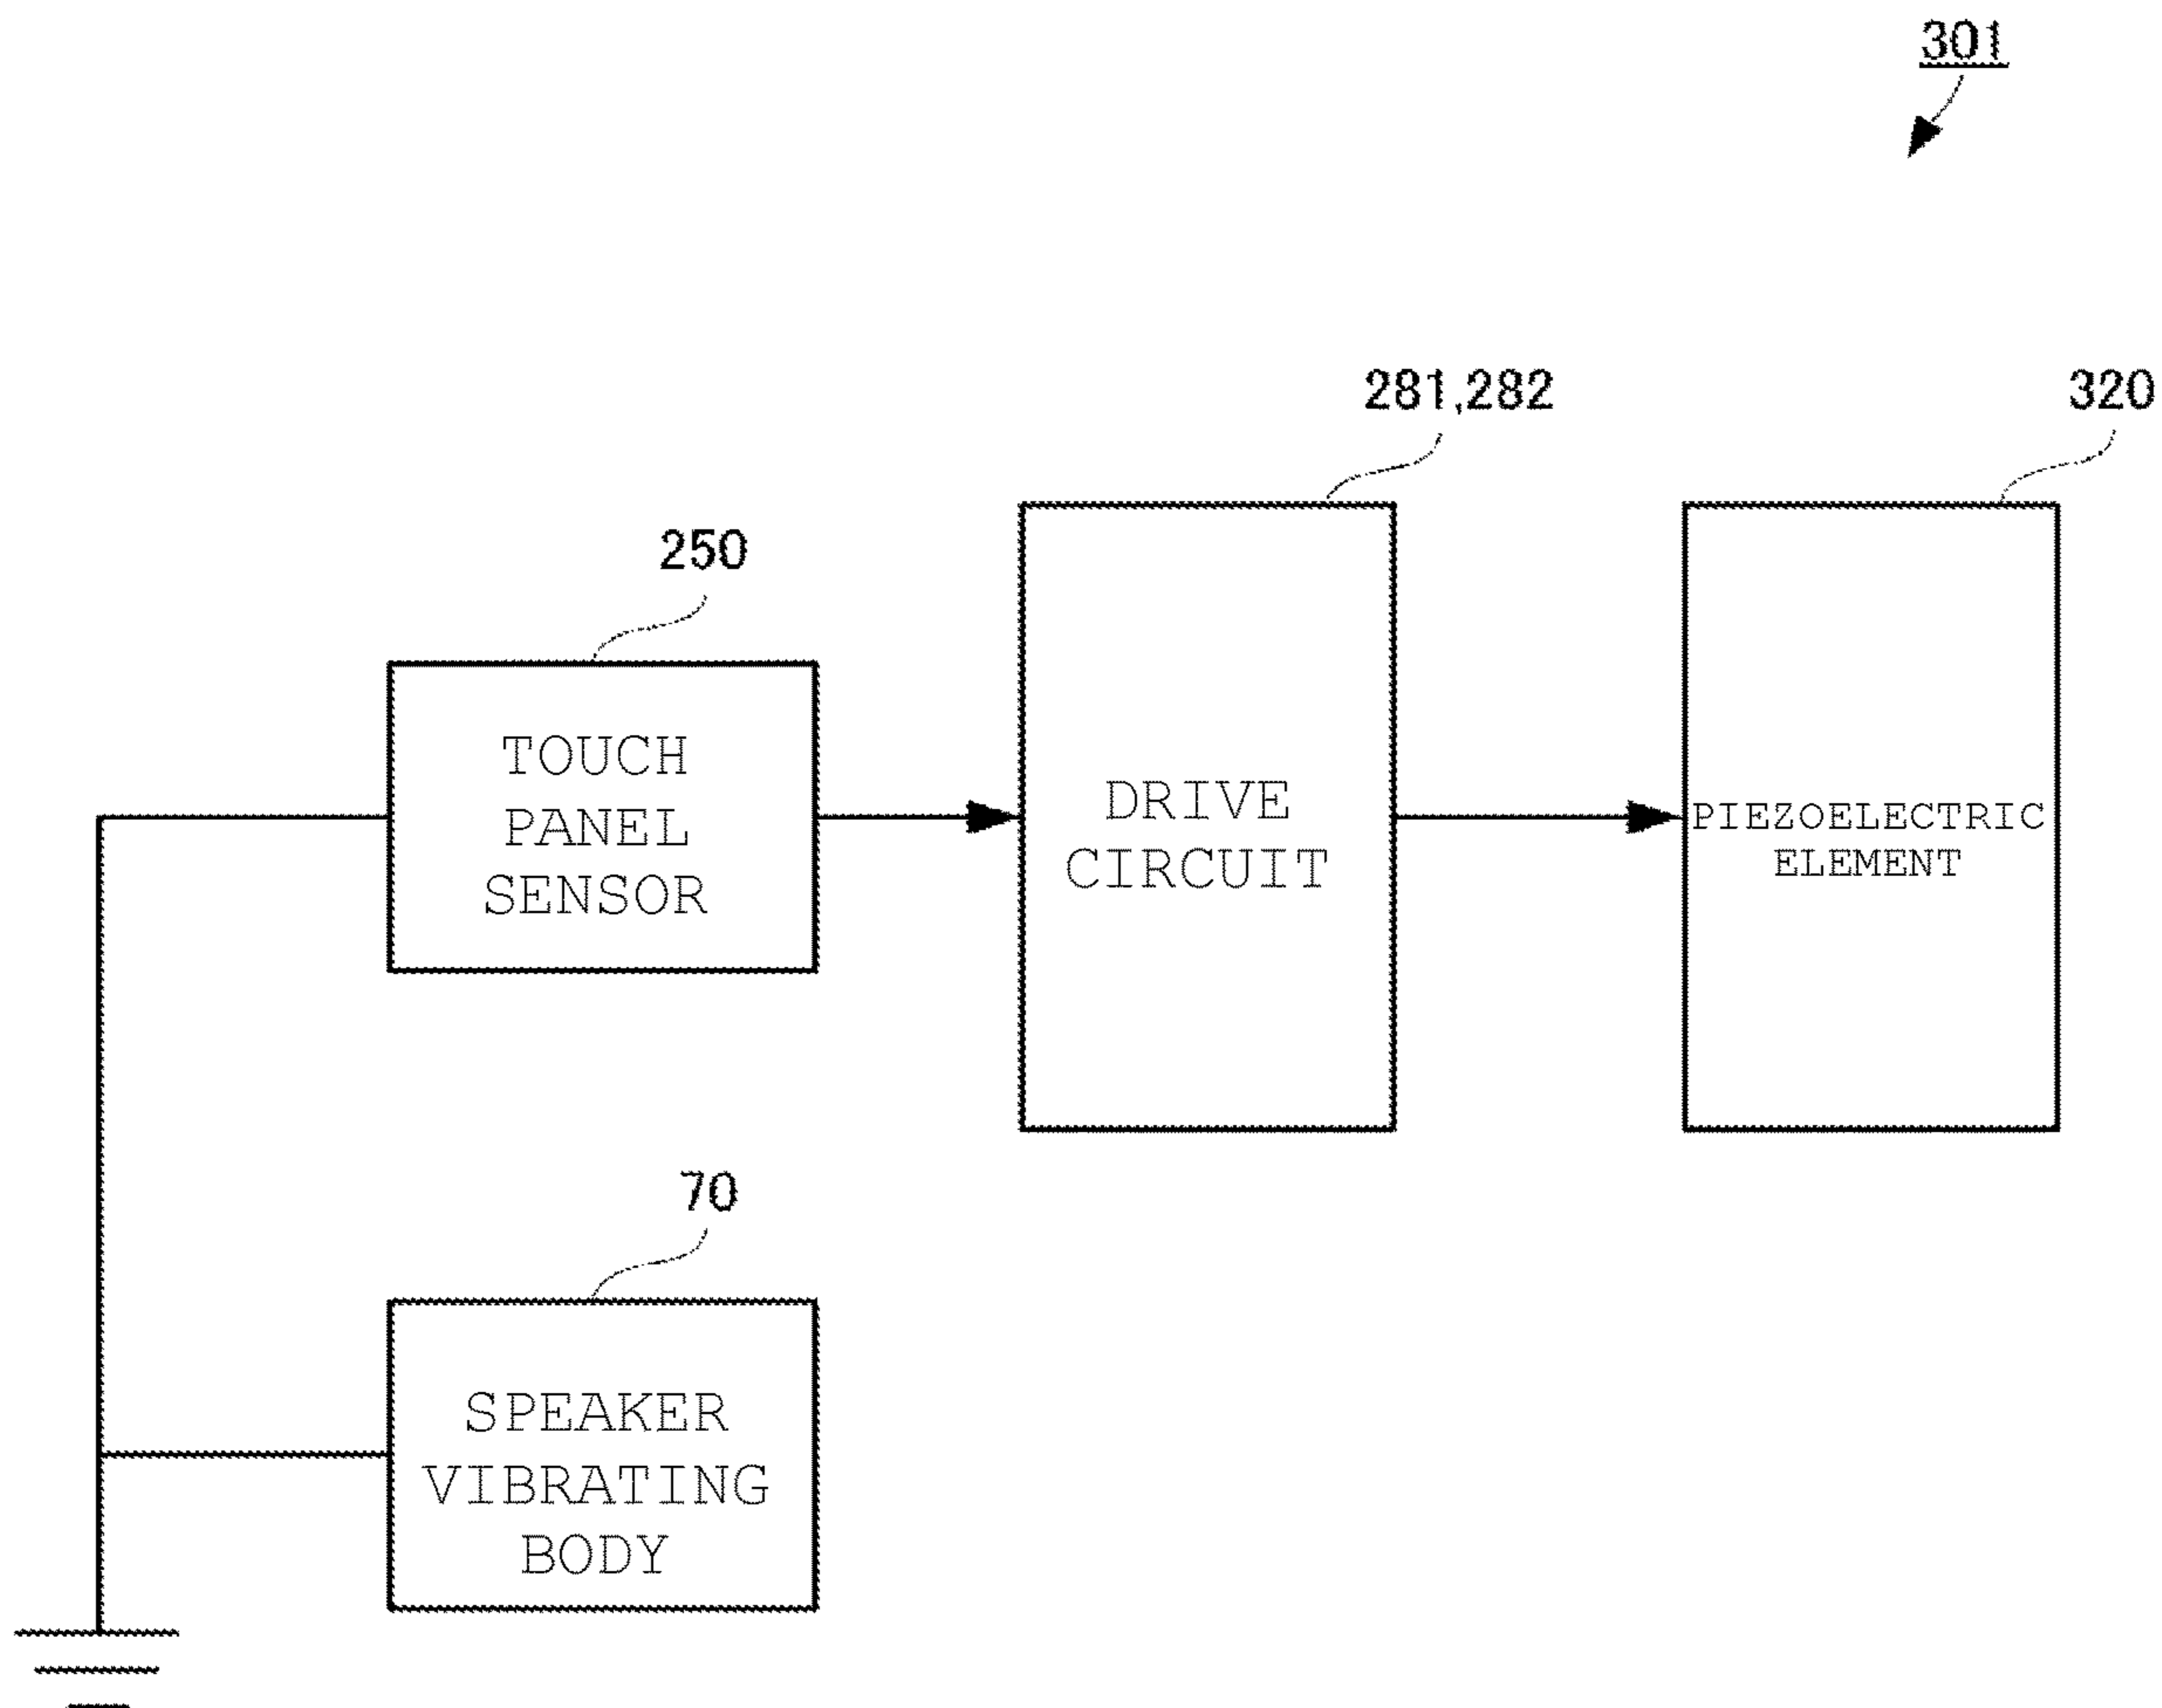 301
281,282
320
250
TOUCH
PANEL
SENSOR
DRIVE
CIRCUIT
PIEZOELECTRIC
ELEMENT
70
SPEAKER
VIBRATING
BODY